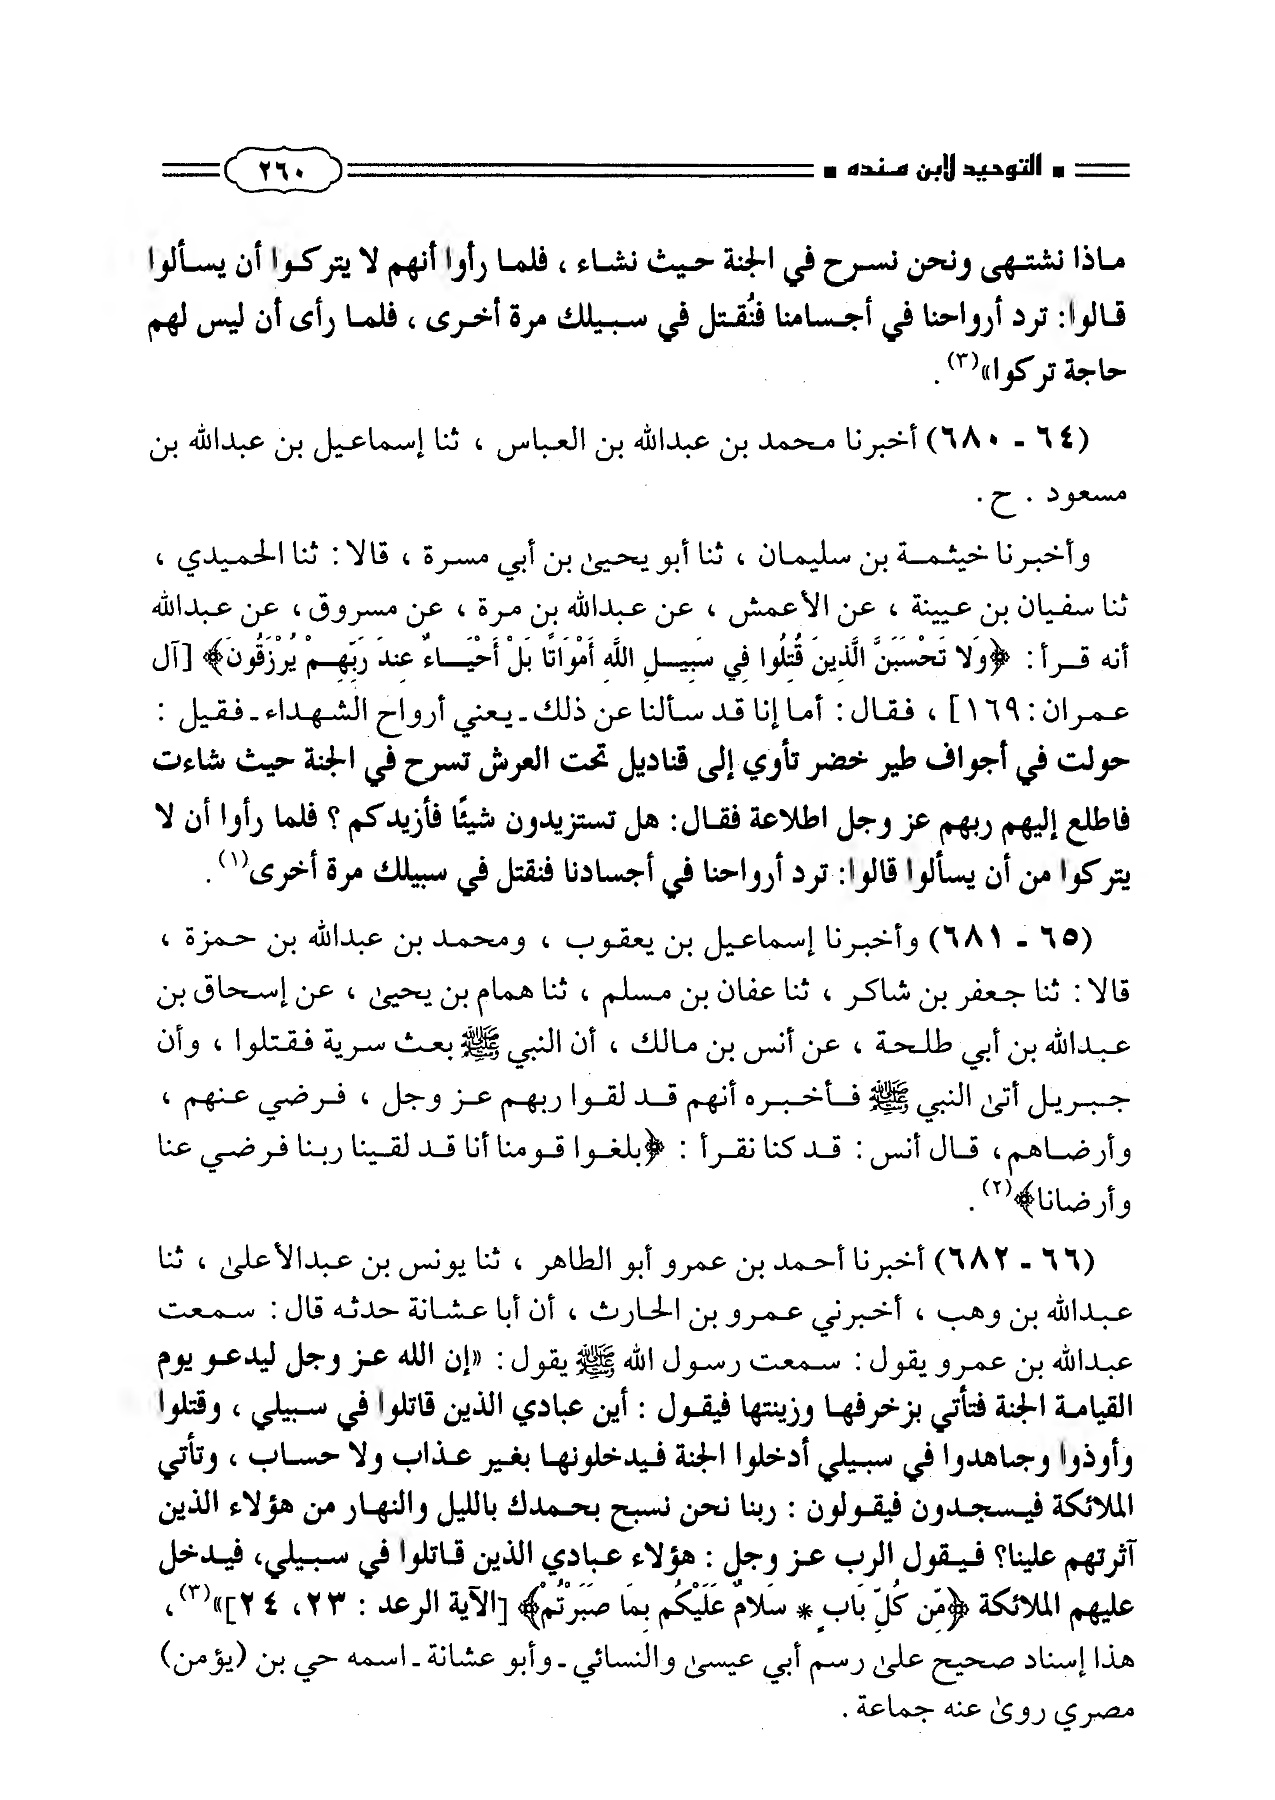 التوحيد لابن منده ٢٦٠
ماذا نشتهى ونحن نسرح في الجنة حيث نشاء ، فلما رأوا أنهم لا يتركوا أن يسألوا
قالوا: ترد أرواحنا في أجسامنا فنُقتل في سبيلك مرة أخرى ، فلما رأى أن ليس لهم
حاجة تركوا»(٣) .
(٦٤ - ٦٨٠) أخبرنا محمد بن عبدالله بن العباس ، ثنا إسماعيل بن عبدالله بن
مسعود . ح .
وأخبرنا خيثمة بن سليمان ، ثنا أبو يحيىٰ بن أبي مسرة ، قالا : ثنا الحميدي ،
ثنا سفيان بن عيينة ، عن الأعمش ، عن عبدالله بن مرة ، عن مسروق ، عن عبدالله
أنه قرأ : ﴿وَلَا تَحْسَبَنَّ الَّذِينَ قُتِلُوا فِي سَبِيلِ اللَّهِ أَمْوَاتًا بَلْ أَحْيَاءٌ عِندَ رَبِّهِمْ يُرْزَقُونَ﴾ [آل
عمران : ١٦٩] ، فقال : أما إنا قد سألنا عن ذلك ـ يعني أرواح الشهداء ـ فقيل :
حولت في أجواف طير خضر تأوي إلى قناديل تحت العرش تسرح في الجنة حيث شاءت
فاطلع إليهم ربهم عز وجل اطلاعة فقال: هل تستزيدون شيئًا فأزيدكم ؟ فلما رأوا أن لا
يتركوا من أن يسألوا قالوا: ترد أرواحنا في أجسادنا فنقتل في سبيلك مرة أخرى(١) .
(٦٥ - ٦٨١) وأخبرنا إسماعيل بن يعقوب ، ومحمد بن عبدالله بن حمزة ،
قالا : ثنا جعفر بن شاكر ، ثنا عفان بن مسلم ، ثنا همام بن يحيىٰ ، عن إسحاق بن
عبدالله بن أبي طلحة ، عن أنس بن مالك ، أن النبي ﷺ بعث سرية فقتلوا ، وأن
جبريل أتىٰ النبي ﷺ فأخبره أنهم قد لقوا ربهم عز وجل ، فرضي عنهم ،
وأرضاهم، قال أنس : قد كنا نقرأ : ﴿بلغوا قومنا أنا قد لقينا ربنا فرضي عنا
وأرضانا﴾(٢) .
(٦٦ - ٦٨٢) أخبرنا أحمد بن عمرو أبو الطاهر ، ثنا يونس بن عبدالأعلىٰ ، ثنا
عبدالله بن وهب ، أخبرني عمرو بن الحارث ، أن أبا عشانة حدثه قال : سمعت
عبدالله بن عمرو يقول : سمعت رسول الله ﷺ يقول : «إن الله عز وجل ليدعو يوم
القيامة الجنة فتأتي بزخرفها وزينتها فيقول : أين عبادي الذين قاتلوا في سبيلي ، وقتلوا
وأوذوا وجاهدوا في سبيلي أدخلوا الجنة فيدخلونها بغير عذاب ولا حساب ، وتأتي
الملائكة فيسجدون فيقولون : ربنا نحن نسبح بحمدك بالليل والنهار من هؤلاء الذين
آثرتهم علينا؟ فيقول الرب عز وجل : هؤلاء عبادي الذين قاتلوا في سبيلي، فيدخل
عليهم الملائكة ﴿مِّن كُلِّ بَابٍ * سَلامٌ عَلَيْكُم بِمَا صَبَرْتُمْ﴾ [الآية الرعد : ٢٣، ٢٤]»(٣) ،
هذا إسناد صحيح علىٰ رسم أبي عيسىٰ والنسائي ـ وأبو عشانة ـ اسمه حي بن (يؤمن)
مصري روىٰ عنه جماعة .